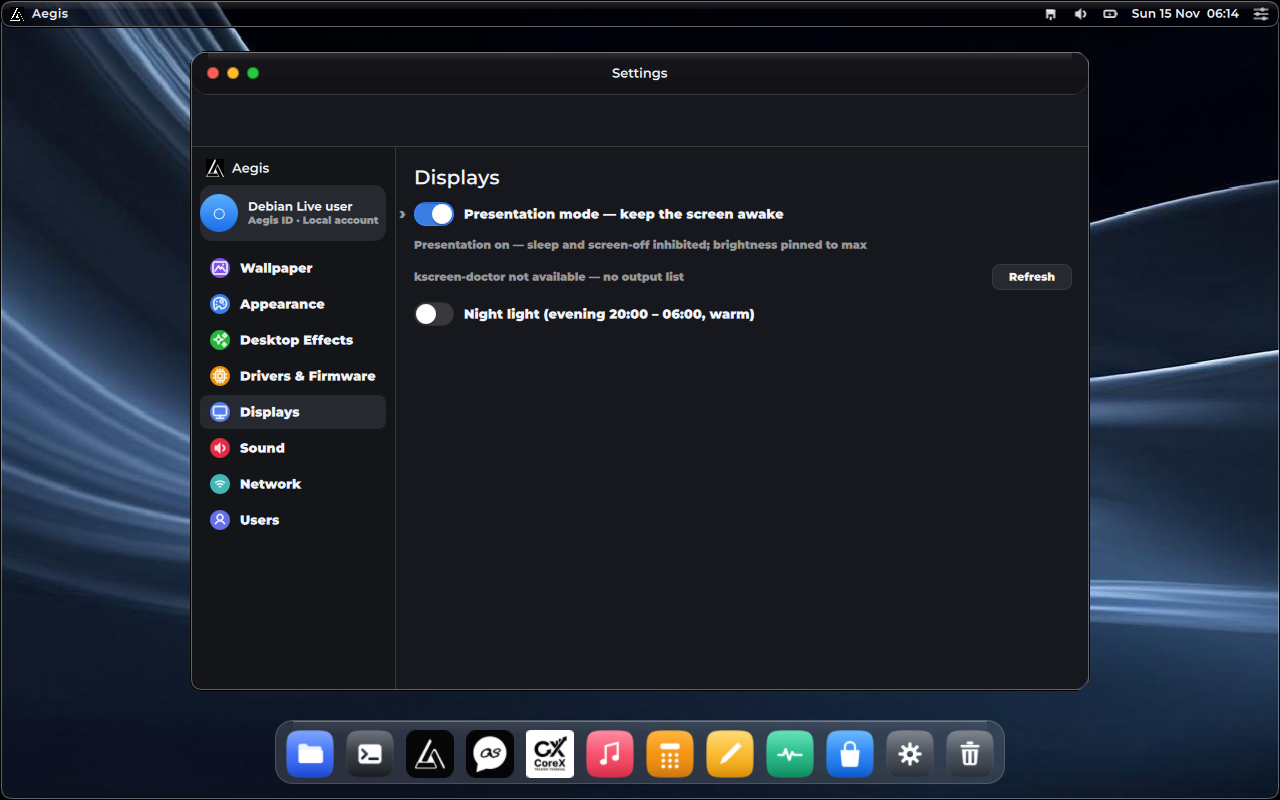 Aegis
Sun 15 Nov 06:14
Settings
Aegis
Debian Live user
Aegis ID • Local account
Wallpaper
Appearance
Desktop Effects
Drivers & Firmware
Displays
Sound
Network
Users
Displays
Presentation mode — keep the screen awake
Presentation on — sleep and screen-off inhibited; brightness pinned to max
kscreen-doctor not available — no output list
Refresh
Night light (evening 20:00 – 06:00, warm)
as
CX
CoreX